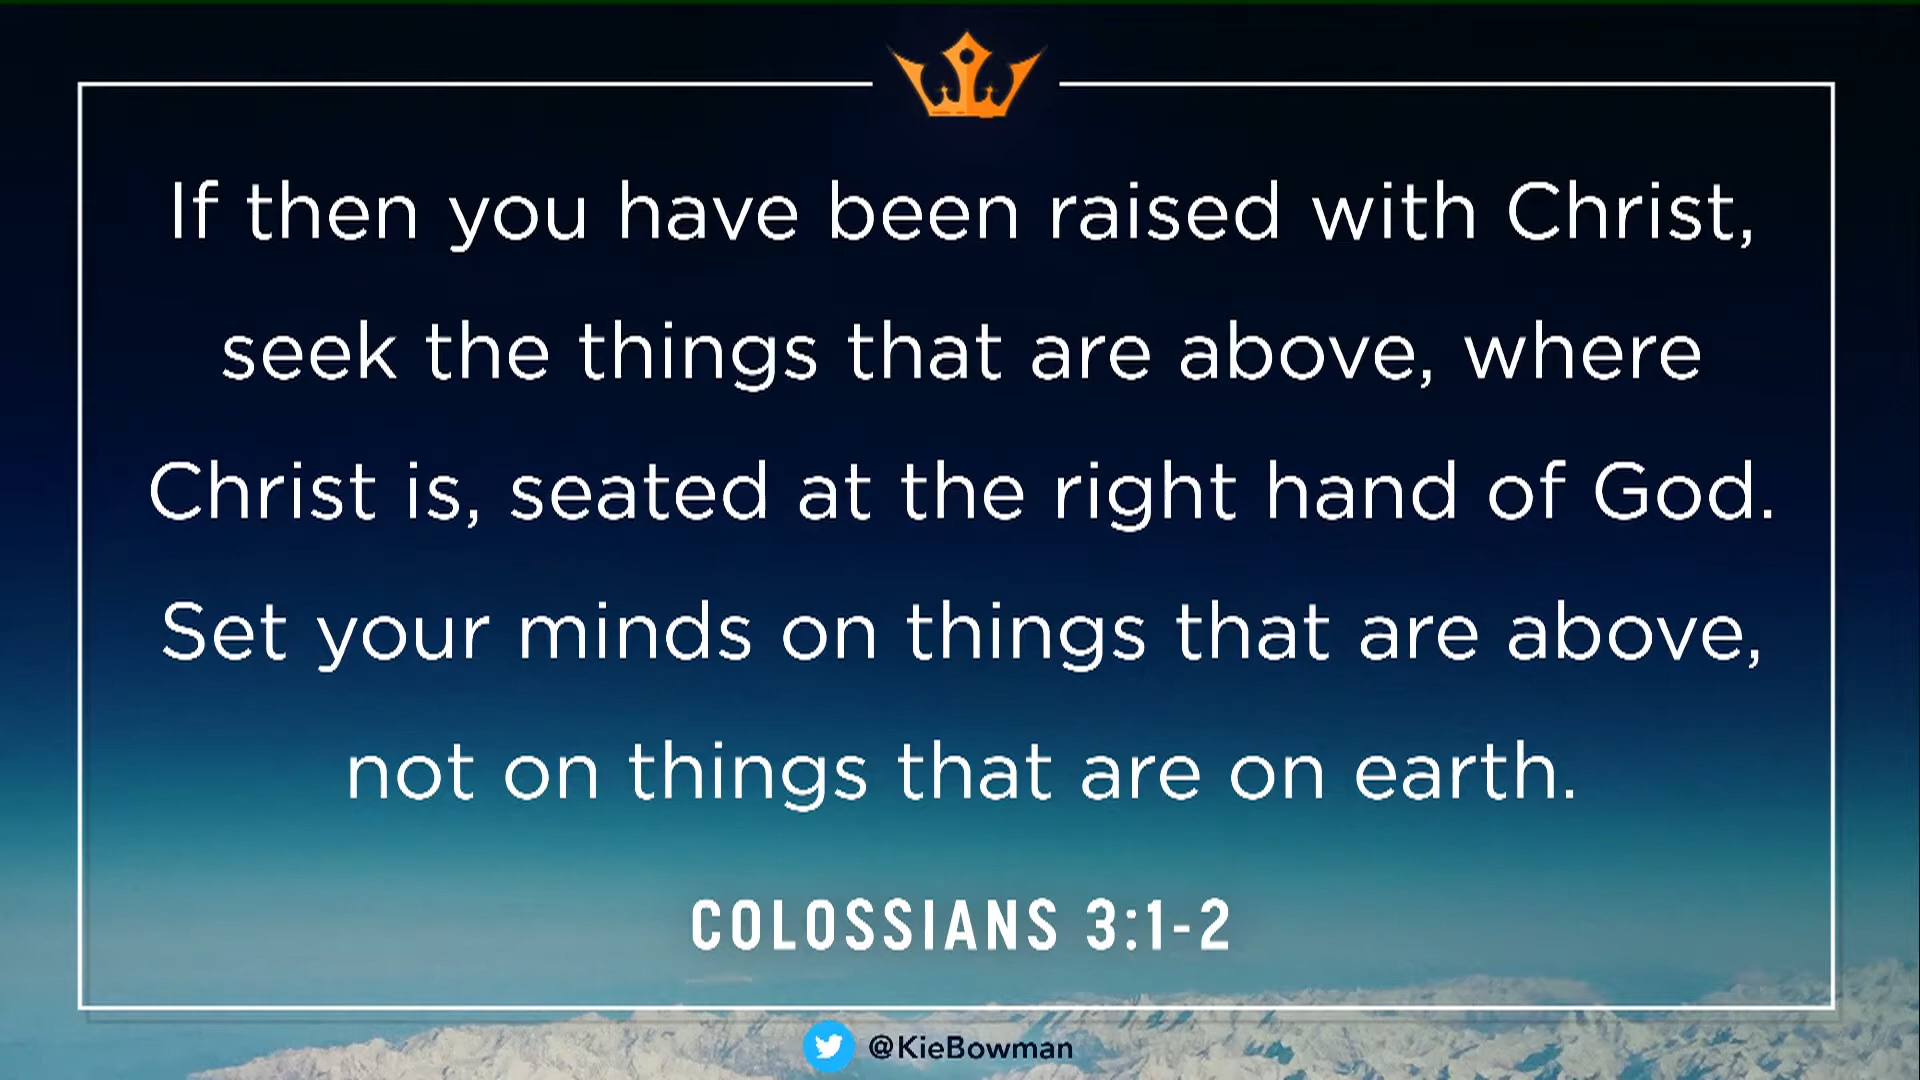 If then you have been raised with Christ,
seek the things that are above, where
Christ is, seated at the right hand of God.
Set your minds on things that are above,
not on things that are on earth.
COLOSSIANS 3:1-2
@KieBowman